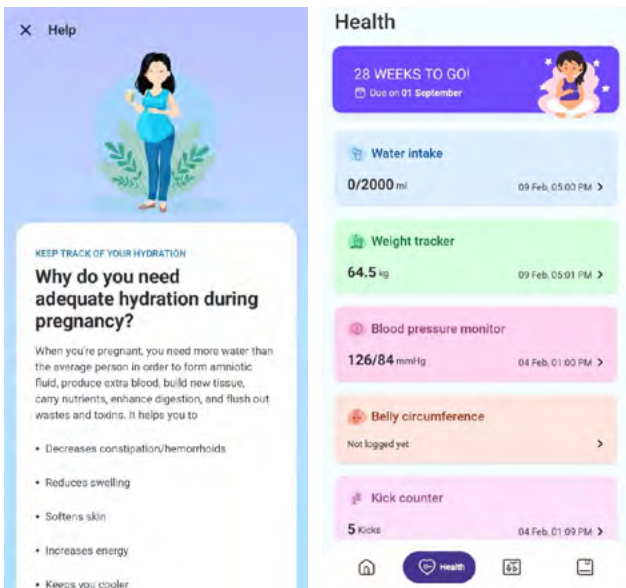 Help
KEEP TRACK OF YOUR HYDRATION
Why do you need
adequate hydration during
pregnancy?
When you're pregnant, you need more water than
the average person in order to form amniotic
fluid, produce extra blood, build new tissue,
carry nutrients, enhance digestion, and flush out
wastes and toxins. It helps you to
• Decreases constipation/hemorrhoids
• Reduces swelling
• Softens skin
• Increases energy
• Keeps you cooler
Health
28 WEEKS TO GO!
Due on 01 September
Water intake
0/2000 ml
09 Feb, 05:00 PM
Weight tracker
64.5 kg
09 Feb, 05:01 PM
Blood pressure monitor
126/84 mmHg
04 Feb, 01:00 PM
Belly circumference
Not logged yet
Kick counter
5 Kicks
04 Feb, 01:09 PM
Health